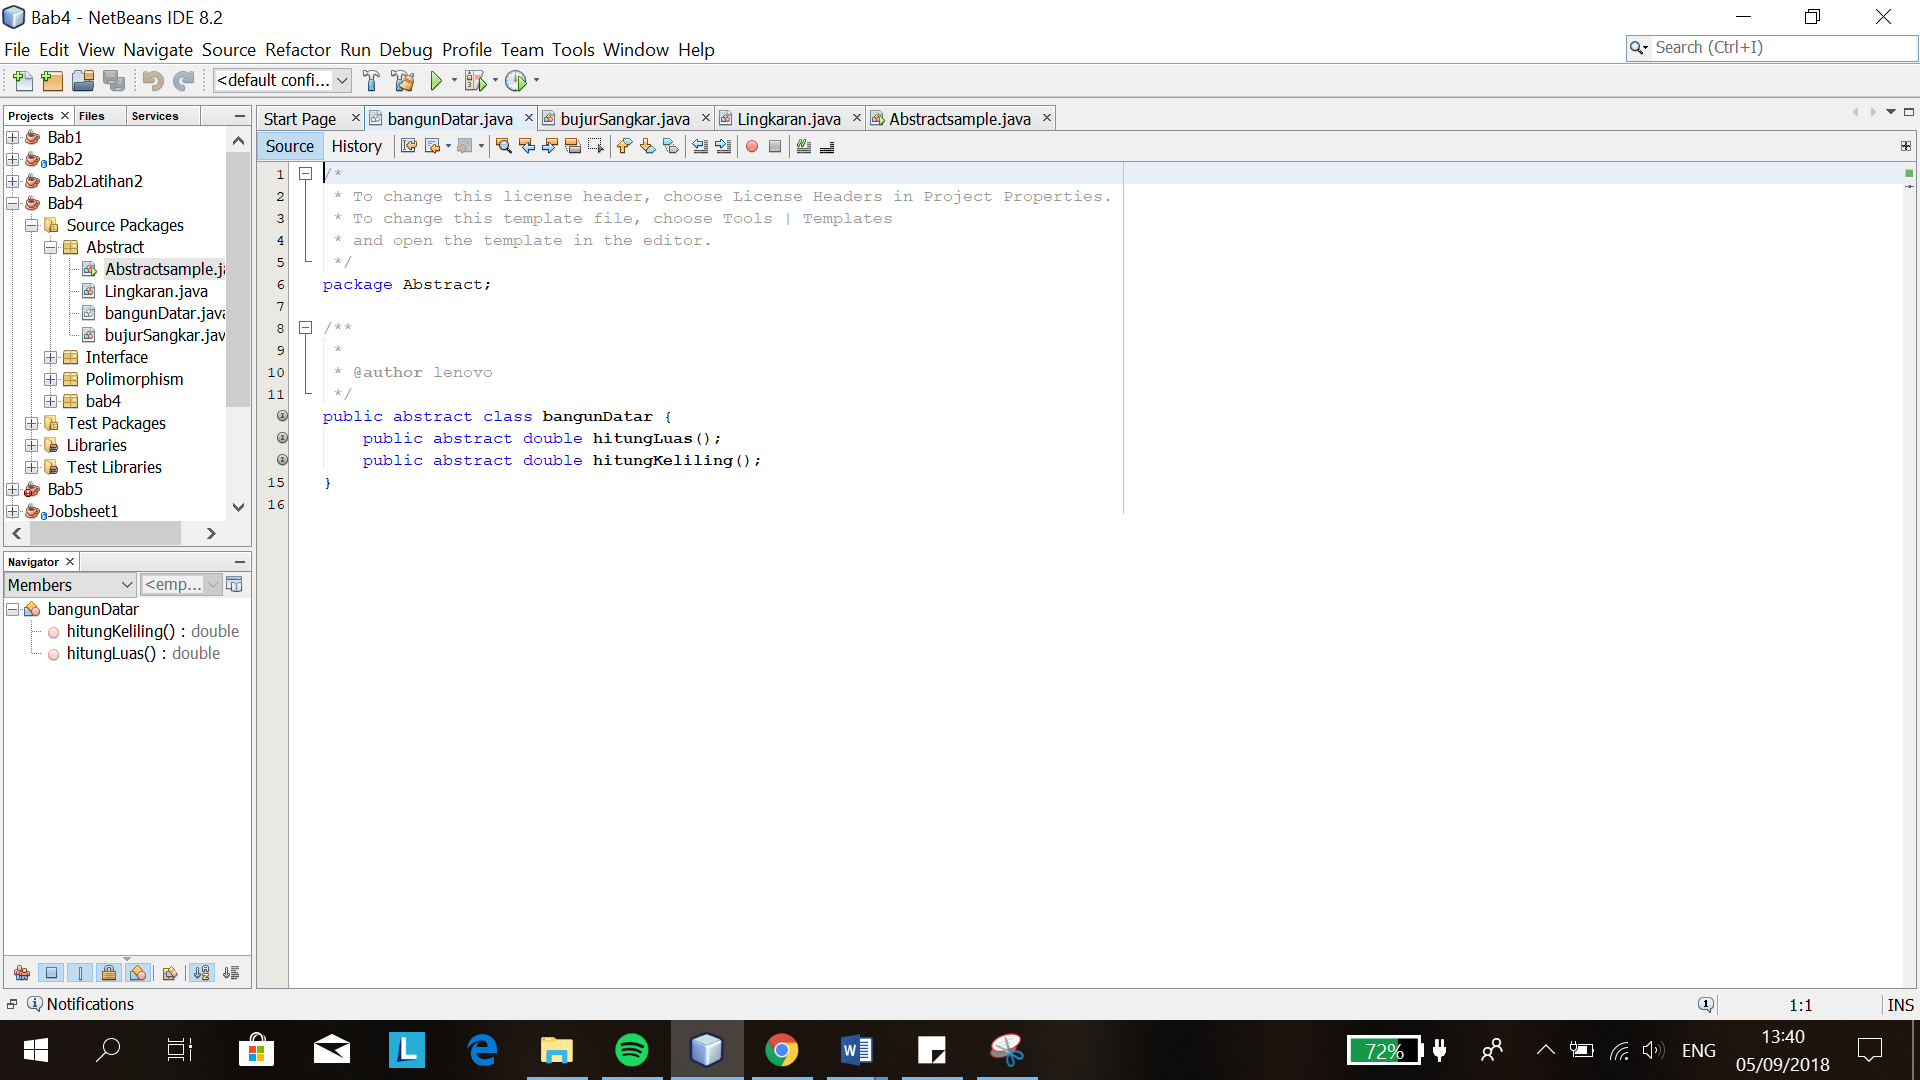 Bab4 - NetBeans IDE 8.2
File Edit View Navigate Source Refactor Run Debug Profile Team Tools Window Help
Search (Ctrl+I)
<default confi...
Projects Files Services
Bab1
Bab2
Bab2Latihan2
Bab4
Source Packages
Abstract
Abstractsample.ja
Lingkaran.java
bangunDatar.java
bujurSangkar.jav
Interface
Polimorphism
bab4
Test Packages
Libraries
Test Libraries
Bab5
Jobsheet1
Navigator
Members <emp...
bangunDatar
hitungKeliling() : double
hitungLuas() : double
Start Page bangunDatar.java bujurSangkar.java Lingkaran.java Abstractsample.java
Source History
1 /*
2 * To change this license header, choose License Headers in Project Properties.
3 * To change this template file, choose Tools | Templates
4 * and open the template in the editor.
5 */
6 package Abstract;
7
8 /**
9 *
10 * @author lenovo
11 */
public abstract class bangunDatar {
public abstract double hitungLuas();
public abstract double hitungKeliling();
15 }
16
Notifications
1:1 INS
72% ENG
13:40
05/09/2018